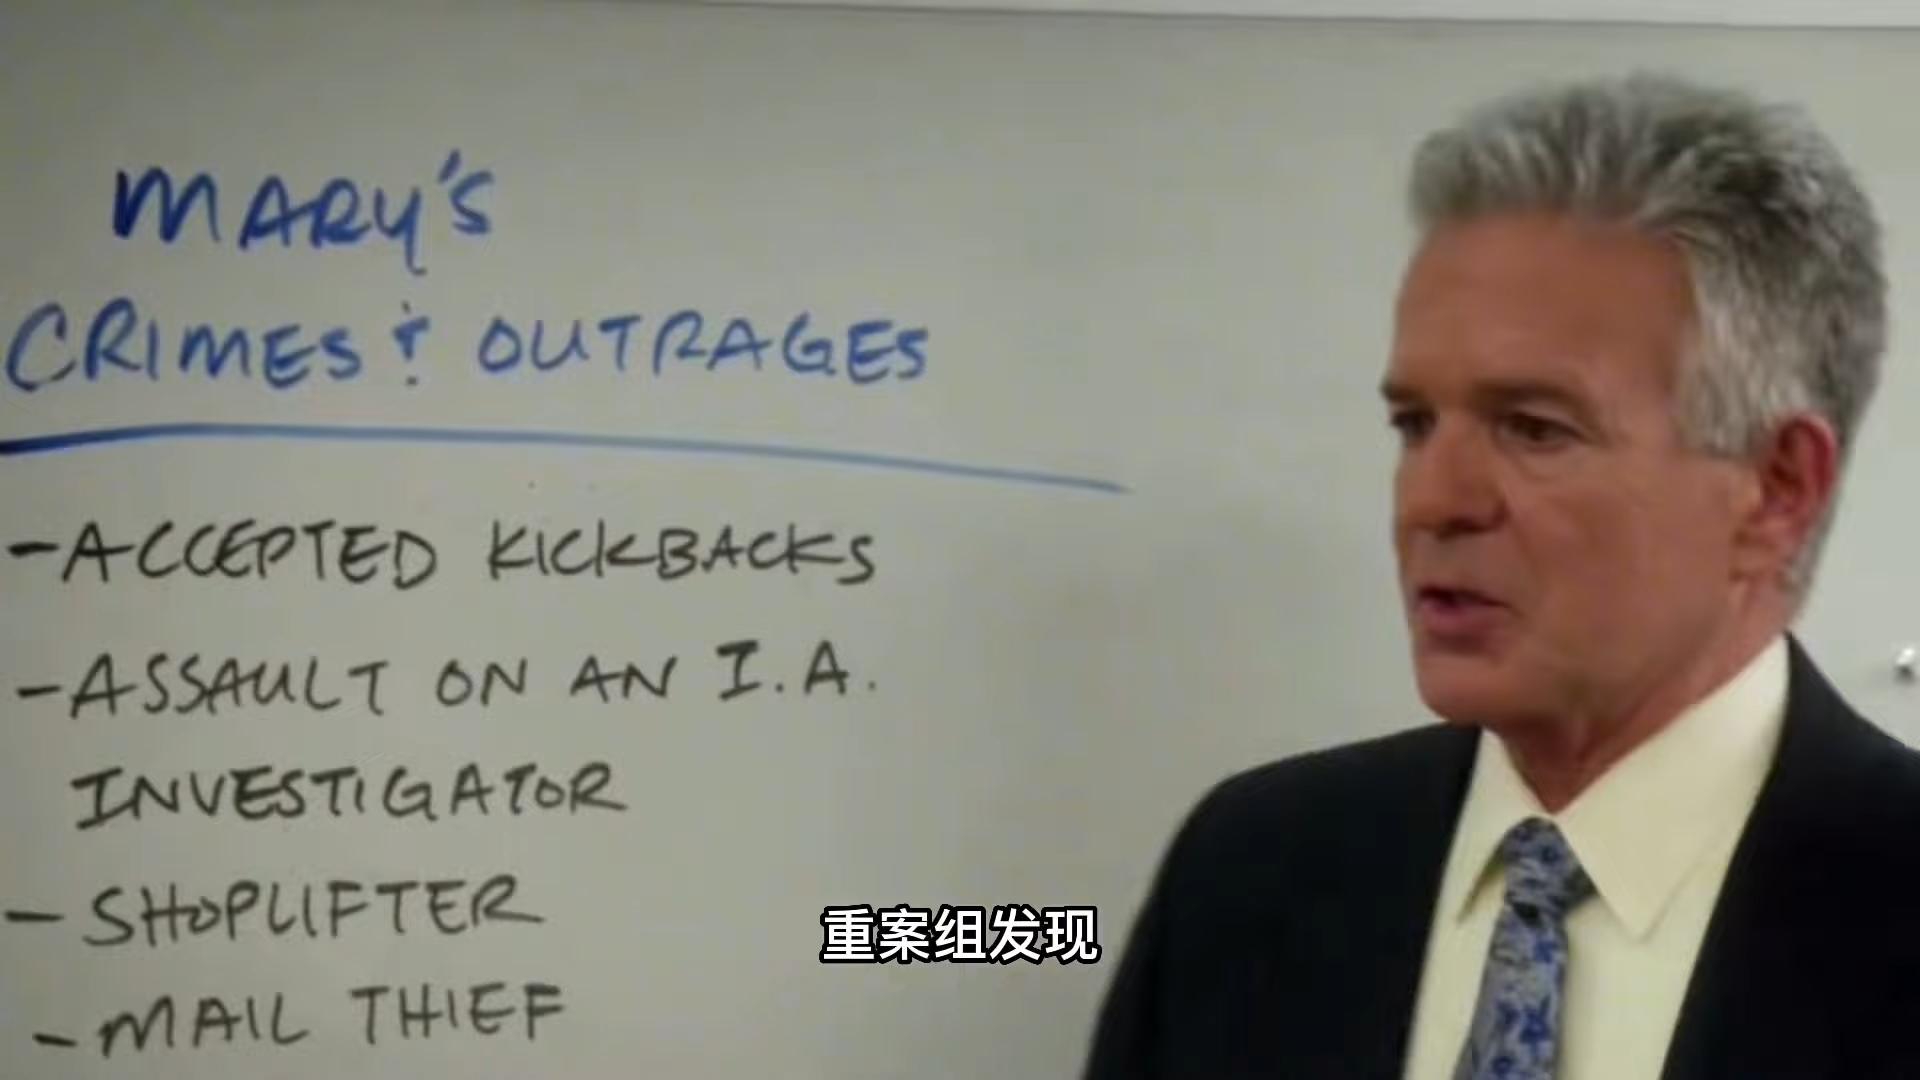 MARY'S
CRIMES & OUTRAGES
- ACCEPTED KICKBACKS
- ASSAULT ON AN I.A.
INVESTIGATOR
- SHOPLIFTER
- MAIL THIEF
重案组发现